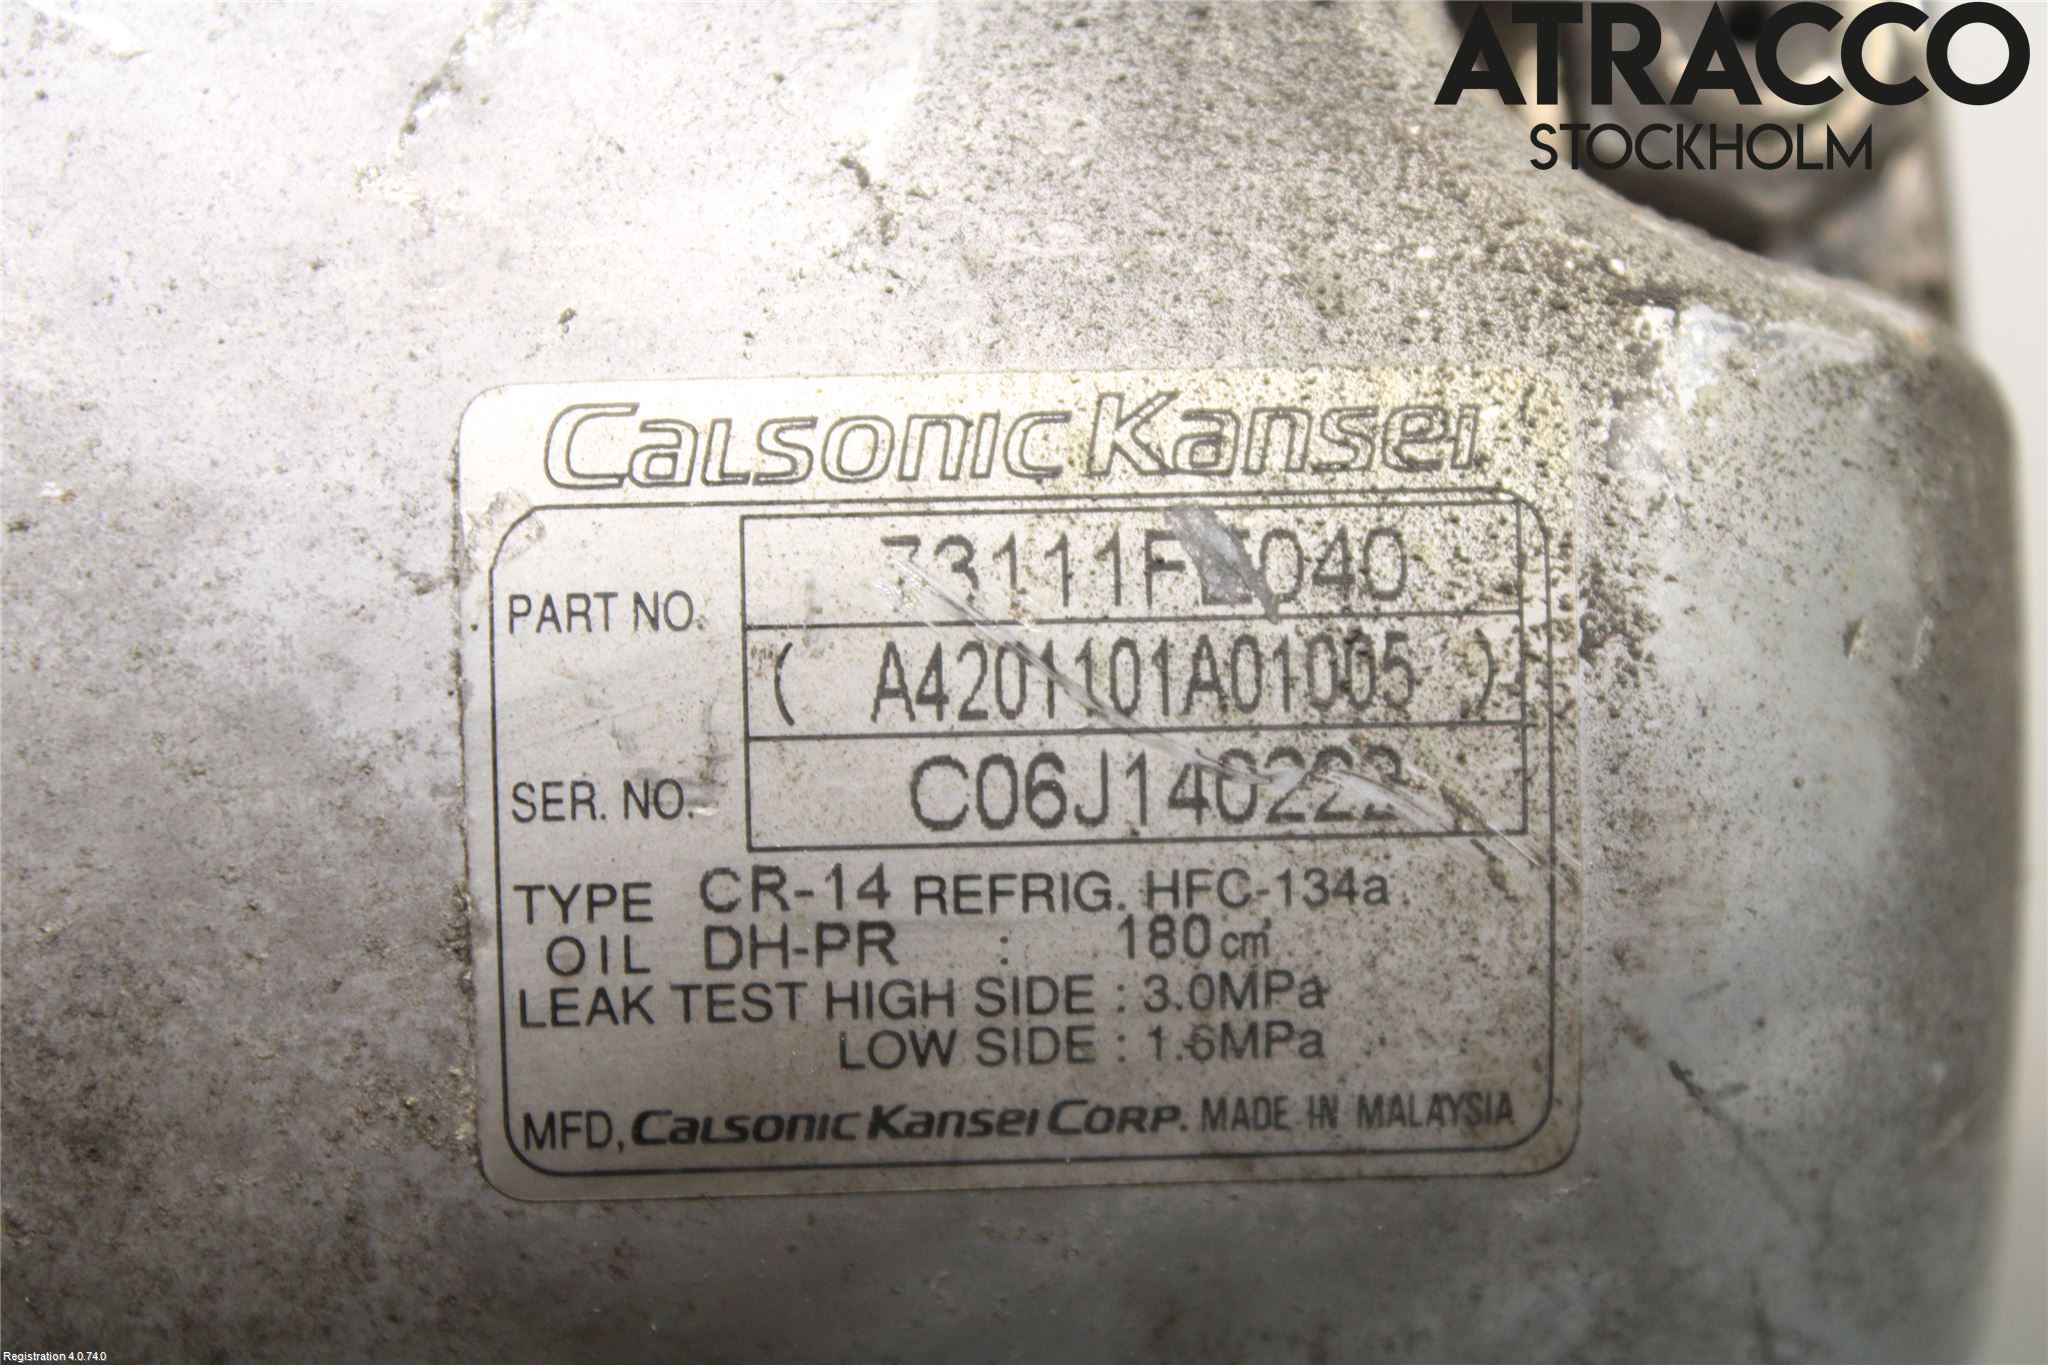 ATRACCO
STOCKHOLM
Calsonic Kansei
PART NO.
( A4201101A01005 )
SER. NO. C06J140222
TYPE CR-14 REFRIG. HFC-134a
OIL DH-PR : 180 cm³
LEAK TEST HIGH SIDE : 3.0MPa
LOW SIDE : 1.6MPa
MFD, Calsonic Kansei Corp. MADE IN MALAYSIA
Registration 4.0.74.0